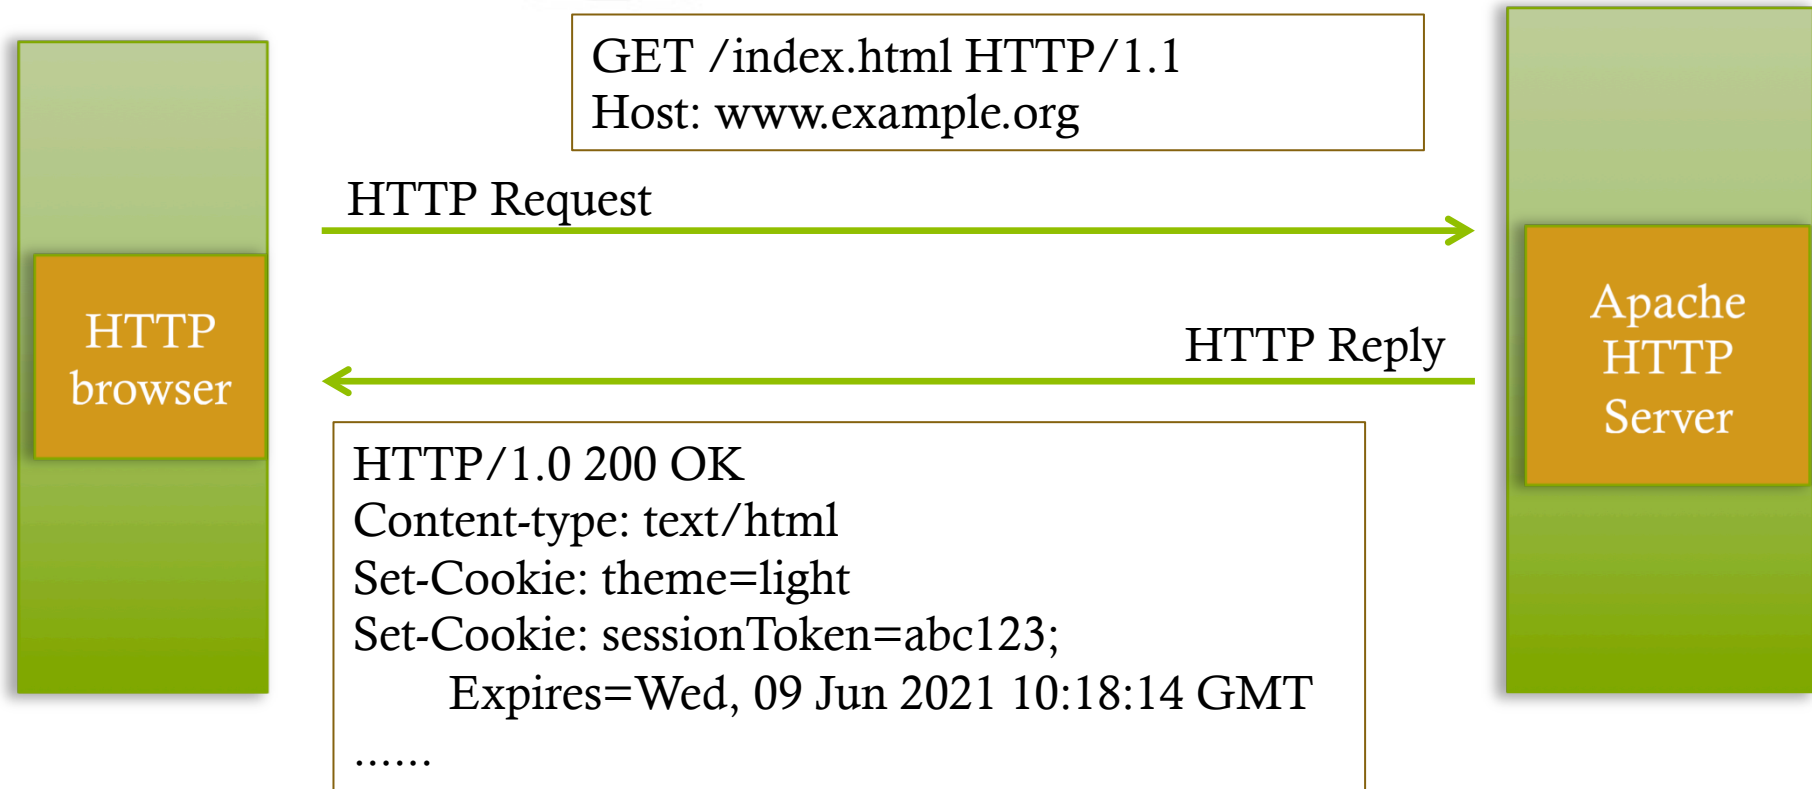 GET /index.html HTTP/1.1
Host: www.example.org
HTTP Request
HTTP
browser
HTTP Reply
Apache
HTTP
Server
HTTP/1.0 200 OK
Content-type: text/html
Set-Cookie: theme=light
Set-Cookie: sessionToken=abc123;
Expires=Wed, 09 Jun 2021 10:18:14 GMT
......